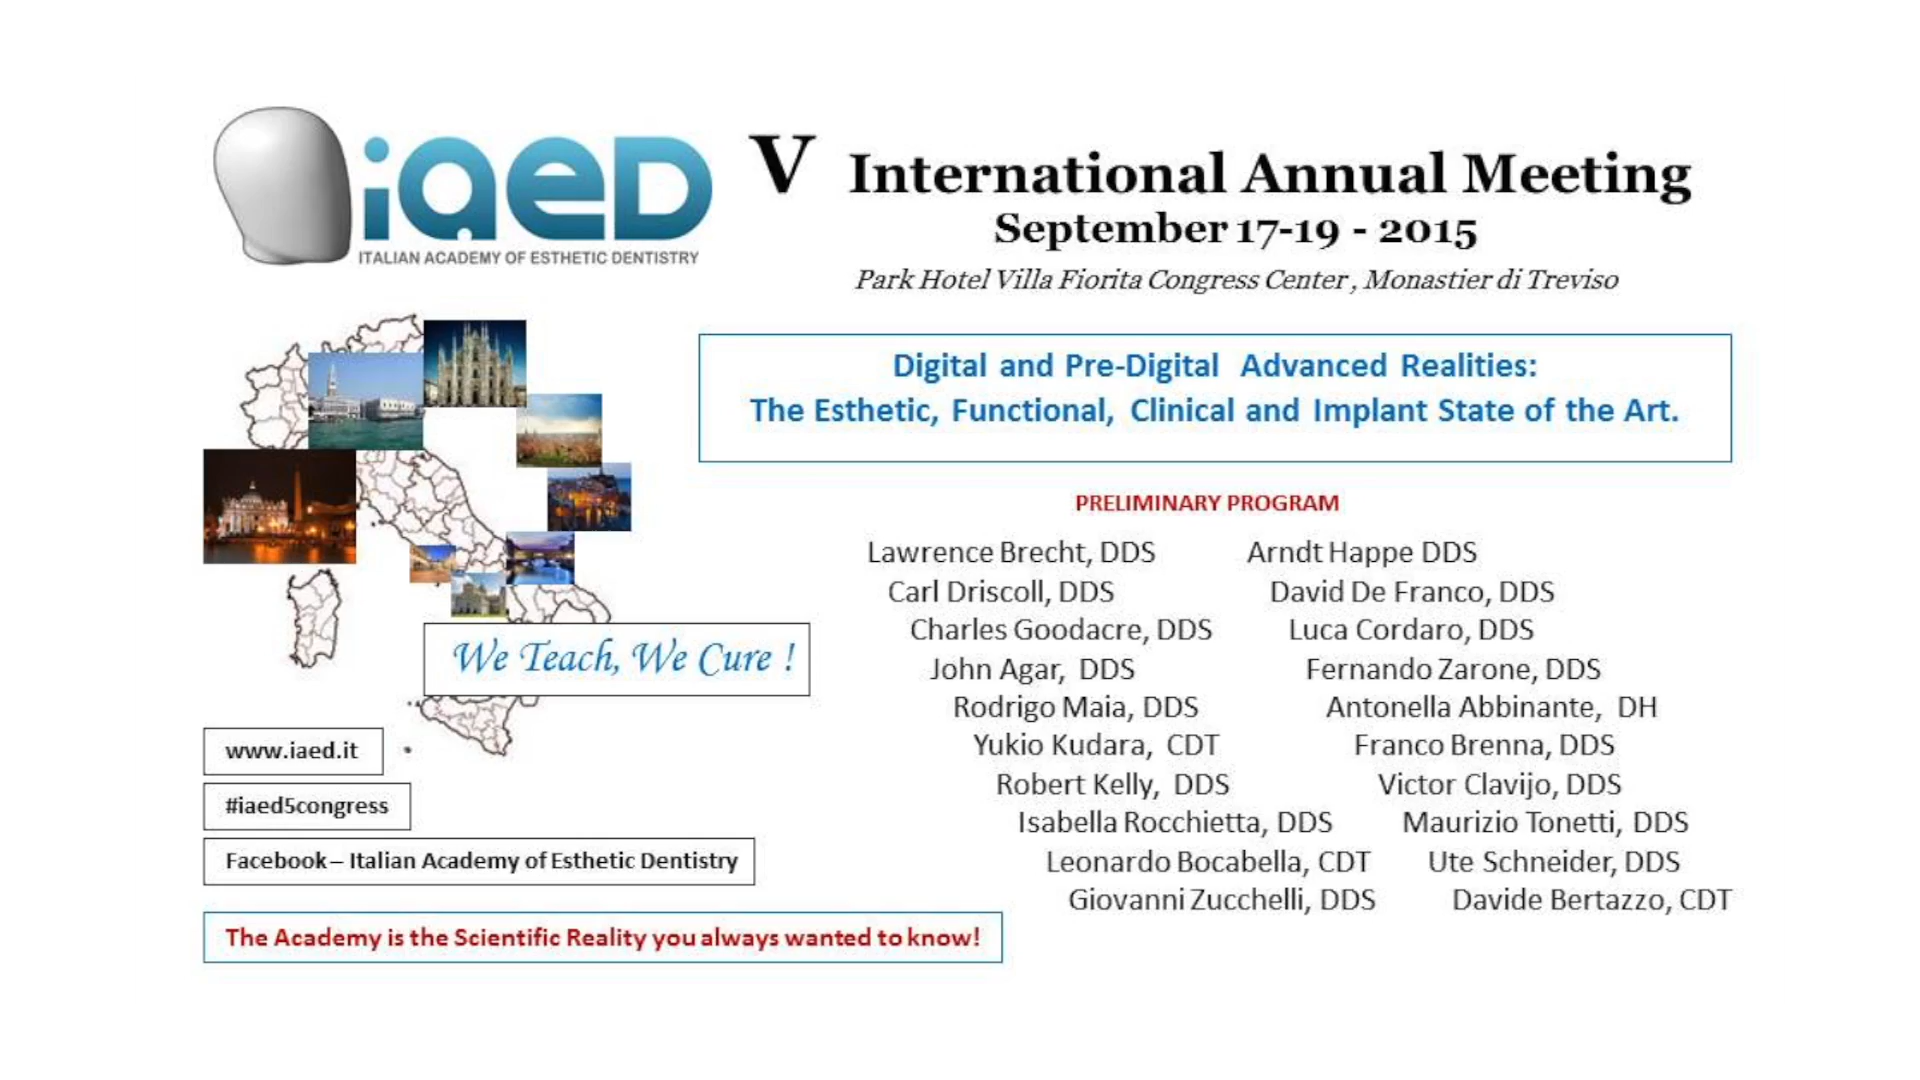 iaeD
ITALIAN ACADEMY OF ESTHETIC DENTISTRY
V International Annual Meeting
September 17-19 - 2015
Park Hotel Villa Fiorita Congress Center , Monastier di Treviso
Digital and Pre-Digital Advanced Realities:
The Esthetic, Functional, Clinical and Implant State of the Art.
PRELIMINARY PROGRAM
Lawrence Brecht, DDS
Carl Driscoll, DDS
Charles Goodacre, DDS
John Agar, DDS
Rodrigo Maia, DDS
Yukio Kudara, CDT
Robert Kelly, DDS
Isabella Rocchietta, DDS
Leonardo Bocabella, CDT
Giovanni Zucchelli, DDS
Arndt Happe DDS
David De Franco, DDS
Luca Cordaro, DDS
Fernando Zarone, DDS
Antonella Abbinante, DH
Franco Brenna, DDS
Victor Clavijo, DDS
Maurizio Tonetti, DDS
Ute Schneider, DDS
Davide Bertazzo, CDT
We Teach, We Cure !
www.iaed.it
#iaed5congress
Facebook – Italian Academy of Esthetic Dentistry
The Academy is the Scientific Reality you always wanted to know!